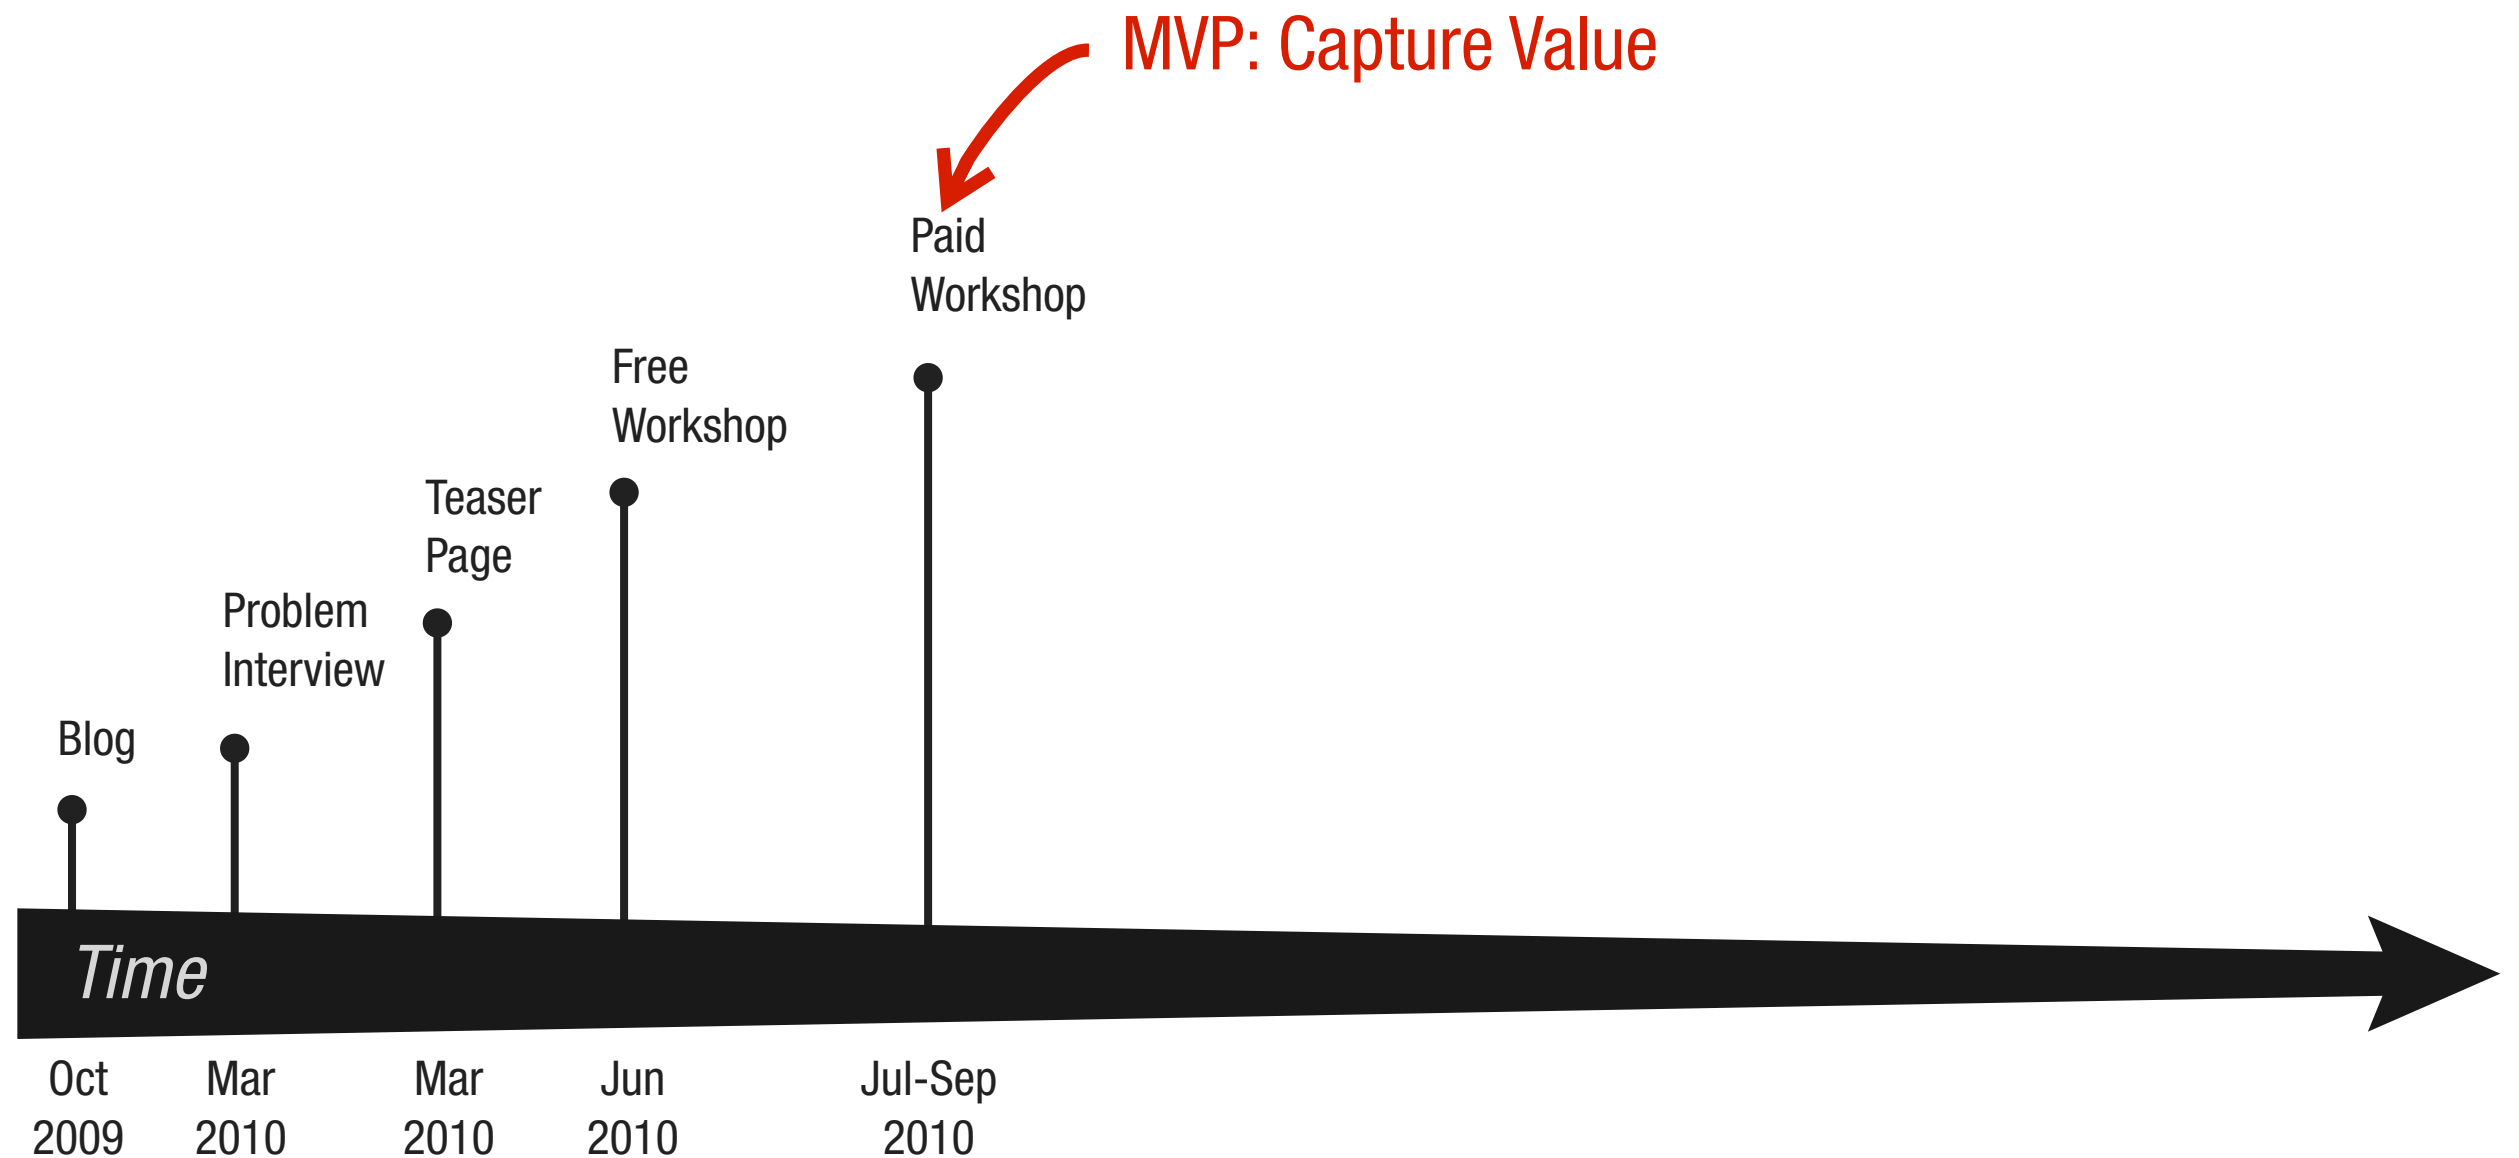 MVP: Capture Value
Paid
Workshop
Free
Workshop
Teaser
Page
Problem
Interview
Blog
Time
Oct
2009
Mar
2010
Mar
2010
Jun
2010
Jul-Sep
2010